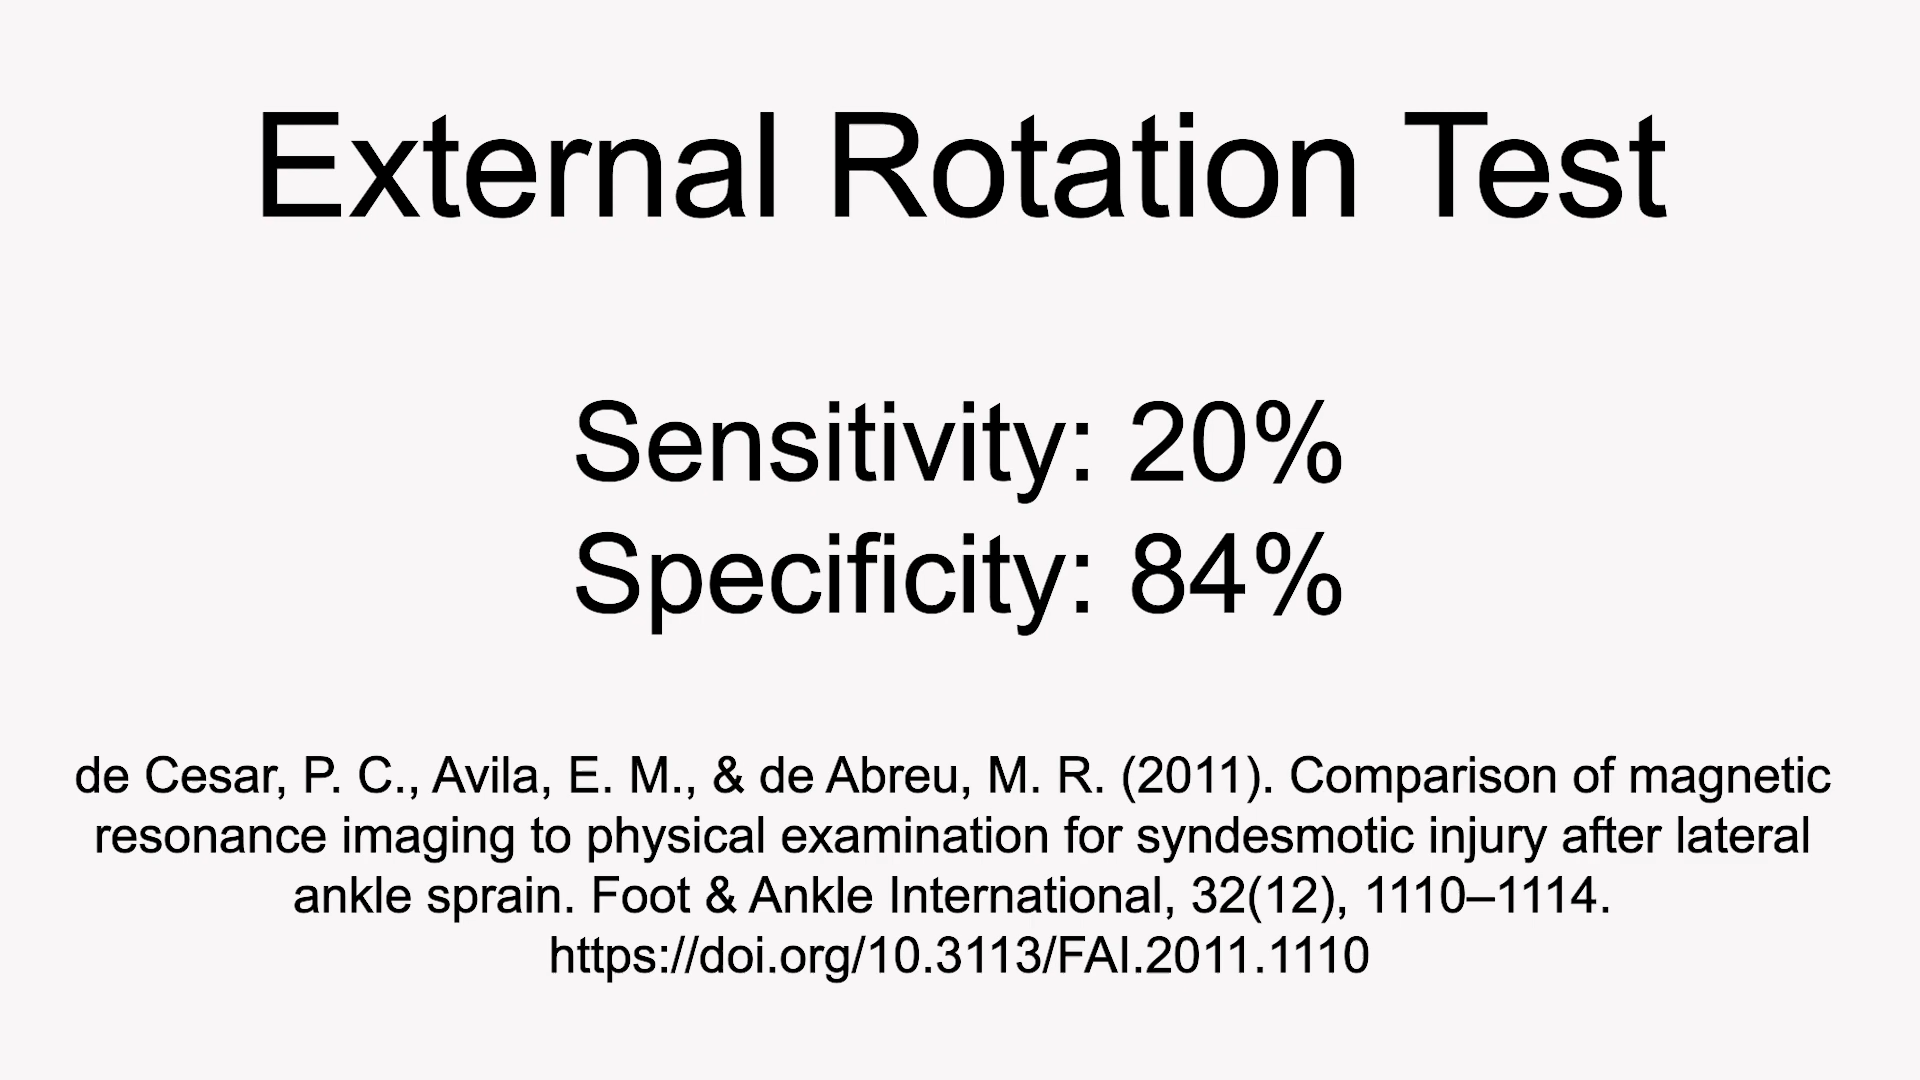 External Rotation Test
Sensitivity: 20%
Specificity: 84%
de Cesar, P. C., Avila, E. M., & de Abreu, M. R. (2011). Comparison of magnetic
resonance imaging to physical examination for syndesmotic injury after lateral
ankle sprain. Foot & Ankle International, 32(12), 1110–1114.
https://doi.org/10.3113/FAI.2011.1110